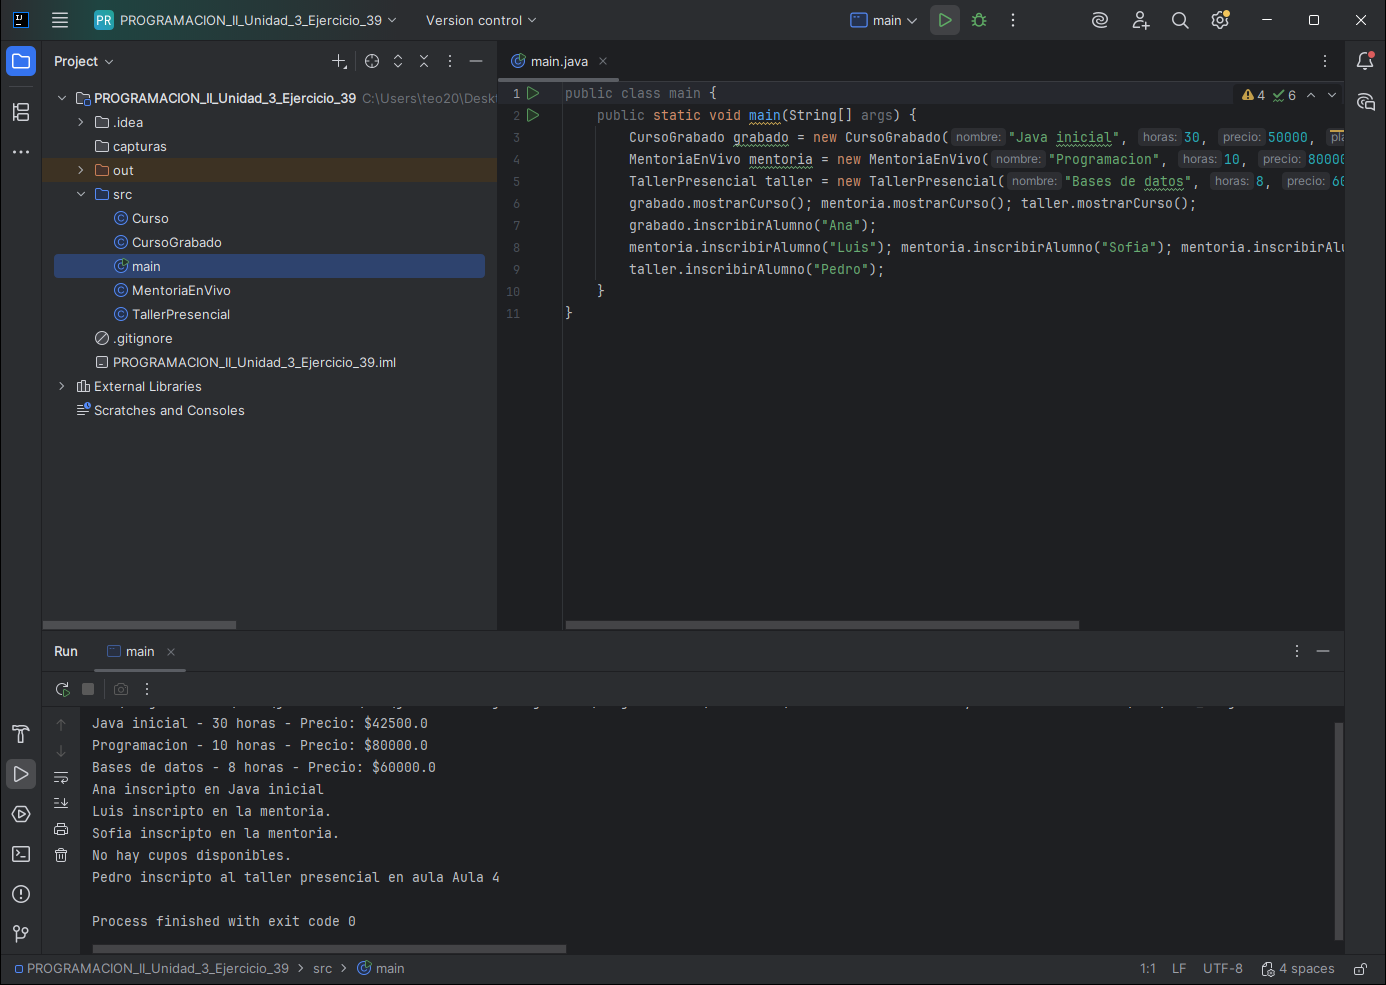 PR PROGRAMACION_II_Unidad_3_Ejercicio_39 Version control main
Project
main.java
PROGRAMACION_II_Unidad_3_Ejercicio_39 C:\Users\teo20\Deskt
.idea
capturas
out
src
Curso
CursoGrabado
main
MentoriaEnVivo
TallerPresencial
.gitignore
PROGRAMACION_II_Unidad_3_Ejercicio_39.iml
External Libraries
Scratches and Consoles
4 6
1 public class main {
2 public static void main(String[] args) {
3 CursoGrabado grabado = new CursoGrabado( nombre: "Java inicial", horas: 30, precio: 50000, pla
4 MentoriaEnVivo mentoria = new MentoriaEnVivo( nombre: "Programacion", horas: 10, precio: 80000
5 TallerPresencial taller = new TallerPresencial( nombre: "Bases de datos", horas: 8, precio: 60
6 grabado.mostrarCurso(); mentoria.mostrarCurso(); taller.mostrarCurso();
7 grabado.inscribirAlumno("Ana");
8 mentoria.inscribirAlumno("Luis"); mentoria.inscribirAlumno("Sofia"); mentoria.inscribirAlu
9 taller.inscribirAlumno("Pedro");
10 }
11 }
Run main
Java inicial - 30 horas - Precio: $42500.0
Programacion - 10 horas - Precio: $80000.0
Bases de datos - 8 horas - Precio: $60000.0
Ana inscripto en Java inicial
Luis inscripto en la mentoria.
Sofia inscripto en la mentoria.
No hay cupos disponibles.
Pedro inscripto al taller presencial en aula Aula 4
Process finished with exit code 0
PROGRAMACION_II_Unidad_3_Ejercicio_39 > src > main 1:1 LF UTF-8 4 spaces